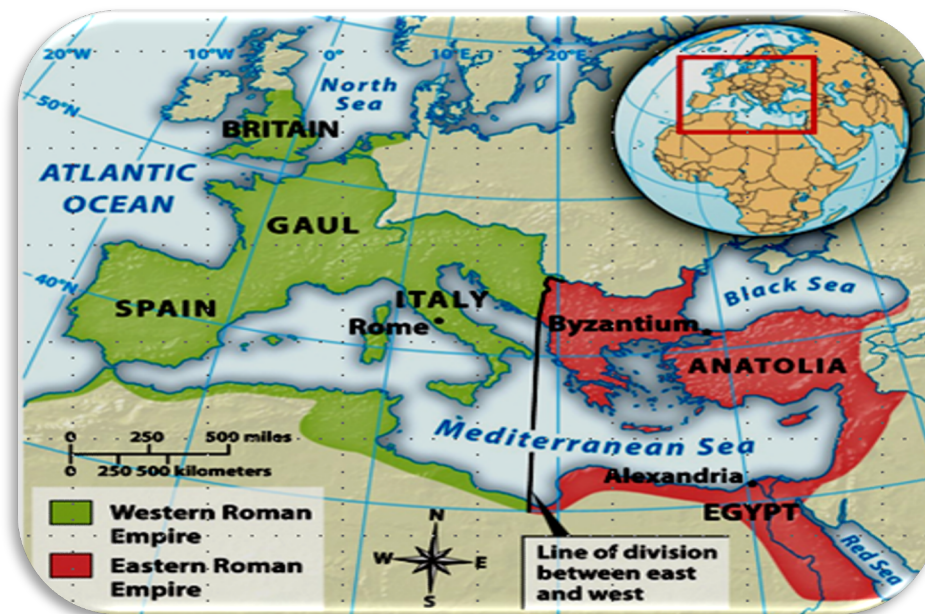 20°W
10°W
0°
10°E
20°E
North
Sea
50°N
BRITAIN
ATLANTIC
OCEAN
GAUL
40°N
SPAIN
ITALY
Rome
Black Sea
Byzantium
ANATOLIA
Mediterranean Sea
0 250 500 miles
0 250 500 kilometers
Alexandria
EGYPT
Red Sea
Western Roman
Empire
Eastern Roman
Empire
N
W E
S
Line of division
between east
and west